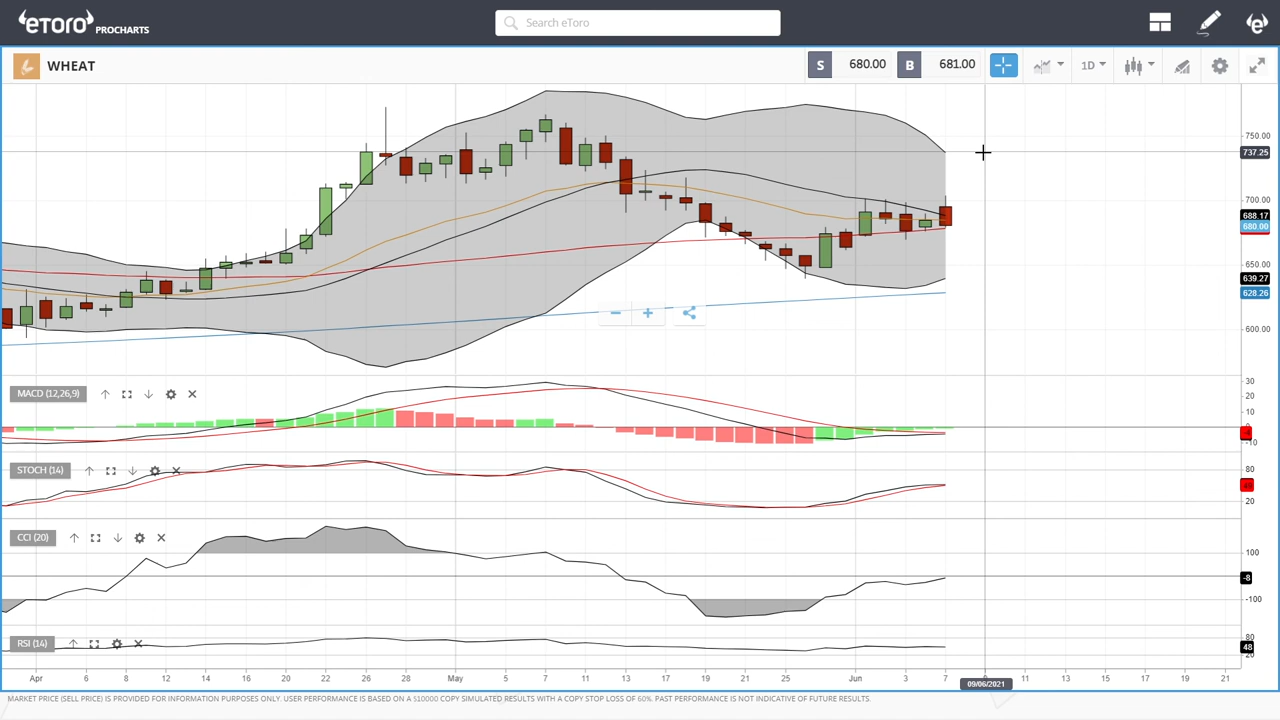 eToro PROCHARTS
Search eToro
WHEAT
S 680.00 B 681.00
1D
750.00
737.25
700.00
688.17
680.00
650.00
639.27
628.26
600.00
MACD (12,26,9)
30
20
10
0
-10
STOCH (14)
80
20
CCI (20)
100
-8
-100
RSI (14)
80
48
20
Apr 6 8 12 14 16 20 22 26 28 May 5 7 11 13 17 19 21 25 Jun 3 7 11 13 15 17 19 21
09/06/2021
MARKET PRICE (SELL PRICE) IS PROVIDED FOR INFORMATION PURPOSES ONLY. USER PERFORMANCE IS BASED ON A $10000 COPY SIMULATED RESULTS WITH A COPY STOP LOSS OF 60%. PAST PERFORMANCE IS NOT INDICATIVE OF FUTURE RESULTS.